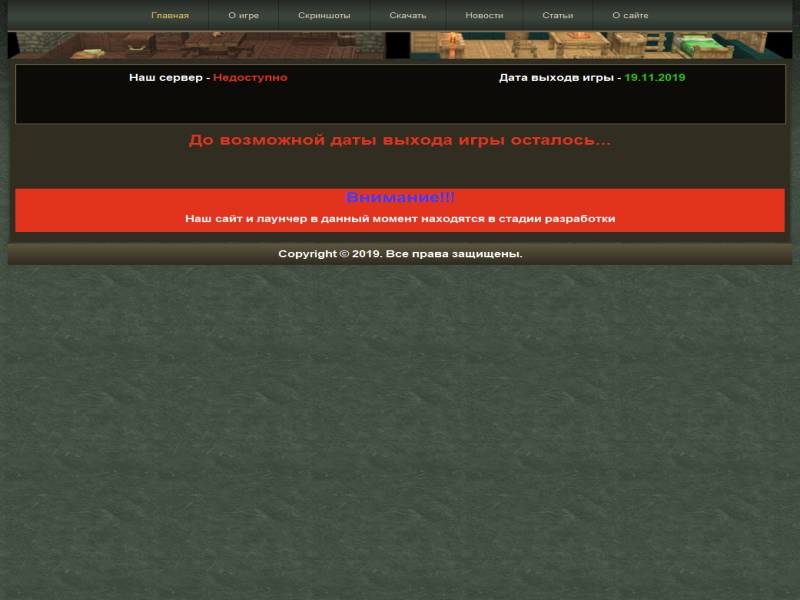 Главная О игре Скриншоты Скачать Новости Статьи О сайте
Наш сервер - Недоступно Дата выходв игры - 19.11.2019
До возможной даты выхода игры осталось...
Внимание!!!
Наш сайт и лаунчер в данный момент находятся в стадии разработки
Copyright © 2019. Все права защищены.